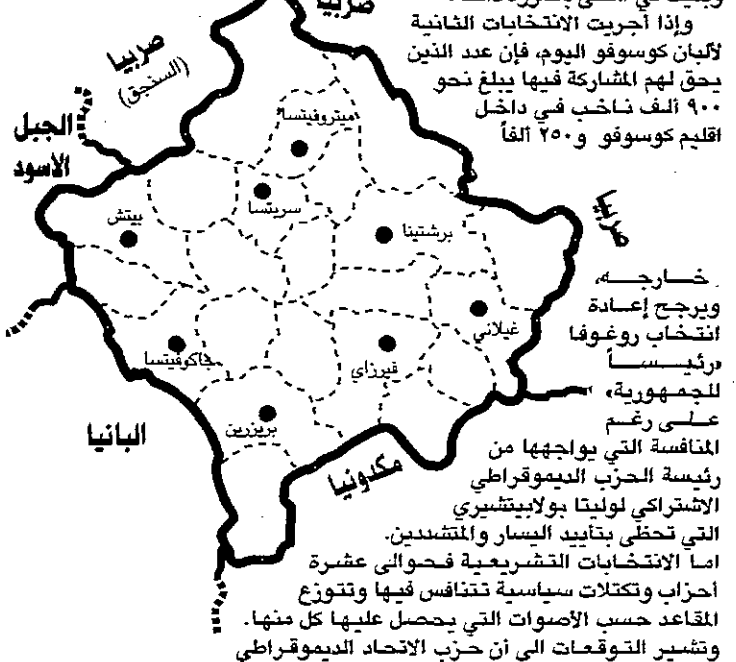 صربيا
وإذا أجريت الانتخابات الثانية
لألبان كوسوفو اليوم، فإن عدد الذين
يحق لهم المشاركة فيها يبلغ نحو
٩٠٠ ألف ناخب في داخل
اقليم كوسوفو و٢٥٠ ألفاً
صربيا
(السنجق)
الجبل
الأسود
ميتروفيتسا
سربتسا
بيتش
برشتينا
صربيا
غيلاني
جاكوفيتسا
فيرزاي
بريزرين
البانيا
مكدونيا
خارجه،
ويرجح إعادة
انتخاب روغوفا
«رئيساً
للجمهورية»
على رغم
المنافسة التي يواجهها من
رئيسة الحزب الديموقراطي
الاشتراكي لوليتا بولابيتشيري
التي تحظى بتأييد اليسار والمتشددين.
اما الانتخابات التشريعية فحوالى عشرة
أحزاب وتكتلات سياسية تتنافس فيها وتتوزع
المقاعد حسب الأصوات التي يحصل عليها كل منها.
وتشير التوقعات الى أن حزب الاتحاد الديموقراطي